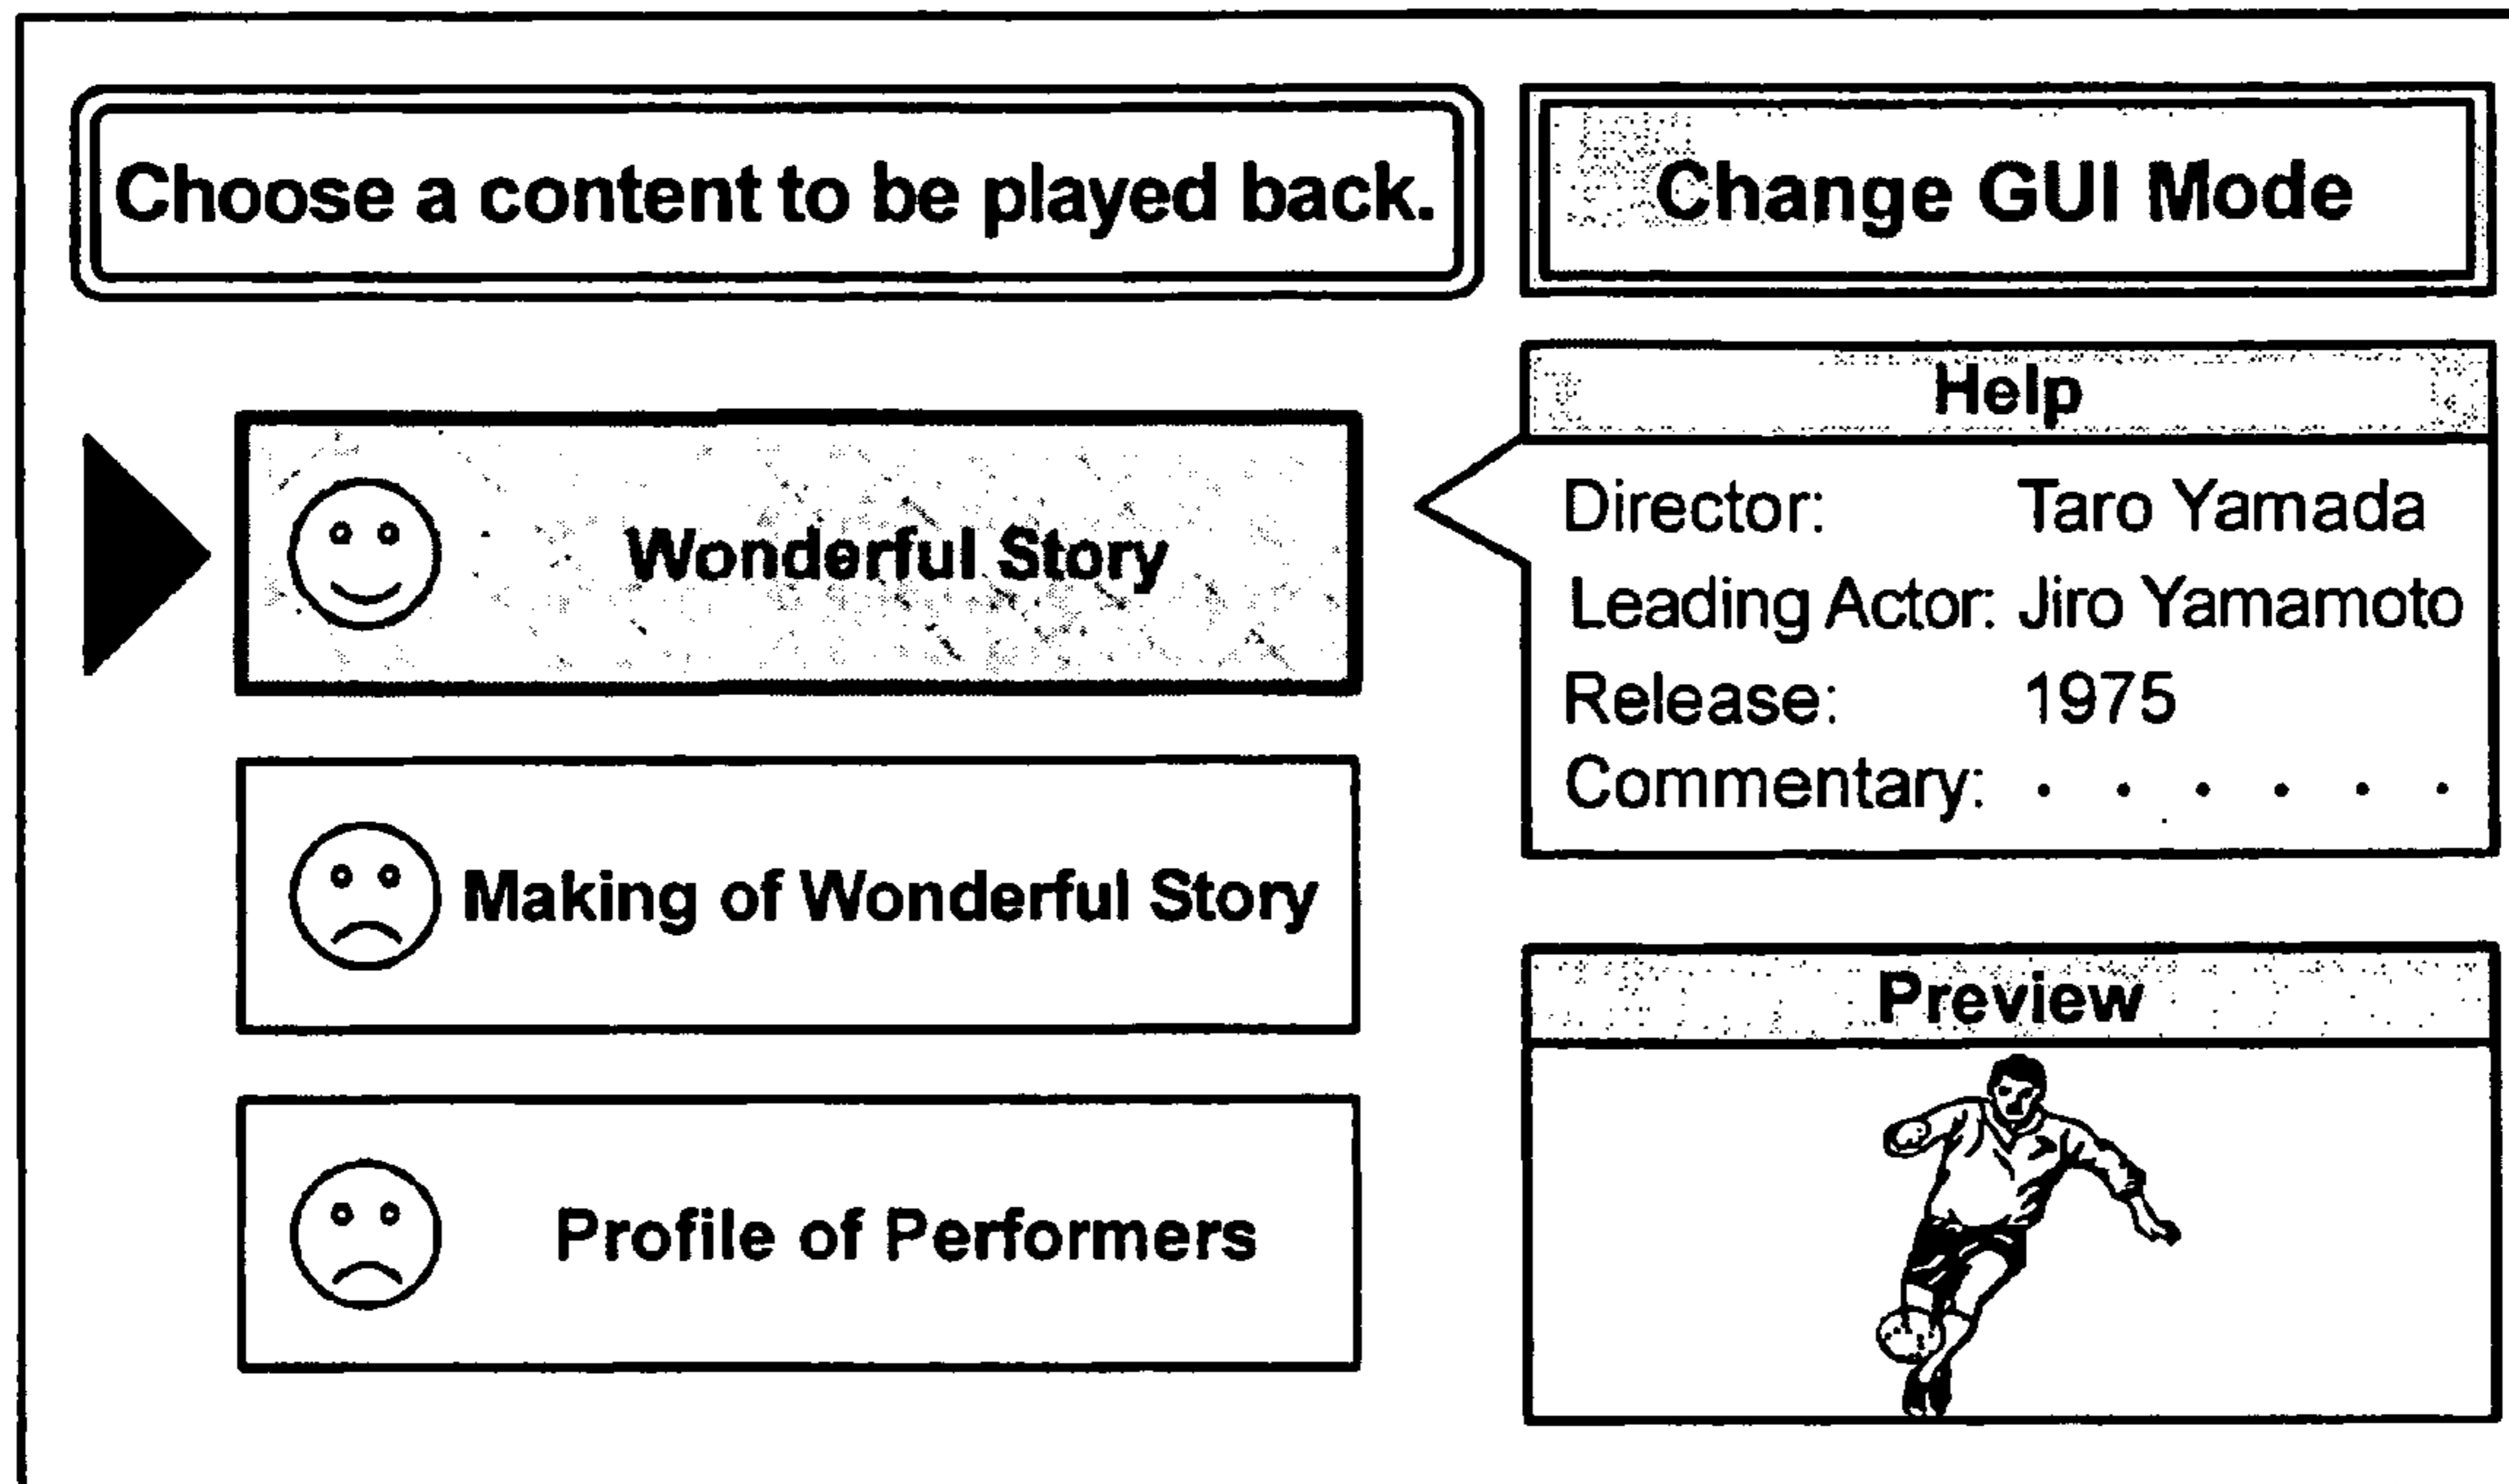 Choose a content to be played back.
Change GUI Mode
Wonderful Story
Making of Wonderful Story
Profile of Performers
Help
Director: Taro Yamada
Leading Actor: Jiro Yamamoto
Release: 1975
Commentary: . . . . . .
Preview